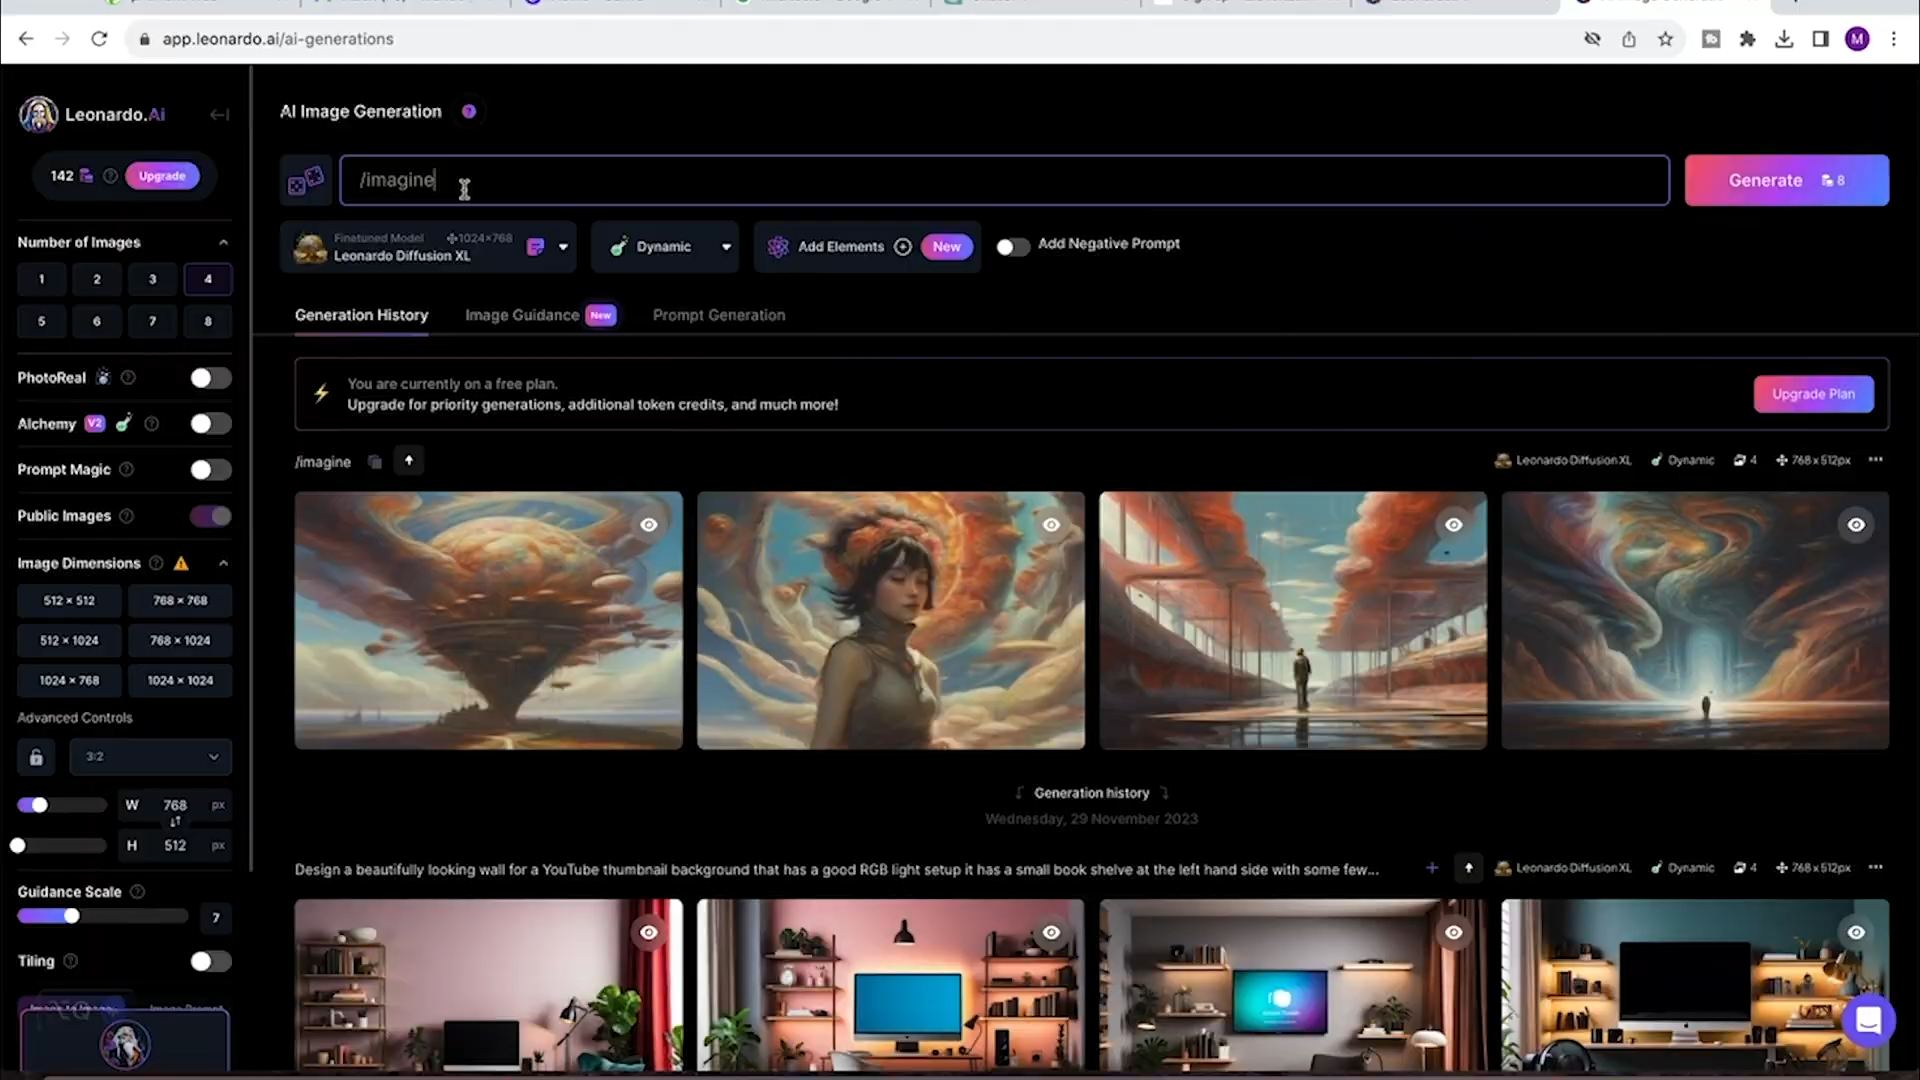 app.leonardo.ai/ai-generations
M
Leonardo.Ai
142
Upgrade
AI Image Generation
/imagine
Generate 8
Finetuned Model 1024×768
Leonardo Diffusion XL
Dynamic
Add Elements
New
Add Negative Prompt
Number of Images
1 2 3 4
5 6 7 8
Generation History
Image Guidance New
Prompt Generation
PhotoReal
Alchemy V2
Prompt Magic
Public Images
Image Dimensions
512 × 512 768 × 768
512 × 1024 768 × 1024
1024 × 768 1024 × 1024
Advanced Controls
3:2
W 768 px
H 512 px
Guidance Scale
7
Tiling
You are currently on a free plan.
Upgrade for priority generations, additional token credits, and much more!
Upgrade Plan
/imagine
Leonardo Diffusion XL Dynamic 4 768 x 512px
Generation history
Wednesday, 29 November 2023
Design a beautifully looking wall for a YouTube thumbnail background that has a good RGB light setup it has a small book shelve at the left hand side with some few...
Leonardo Diffusion XL Dynamic 4 768 x 512px